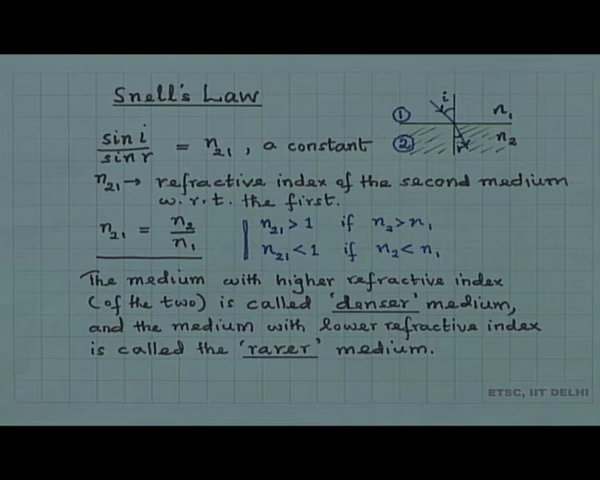 Snell's Law
sin i / sin r = n₂₁, a constant
i
①
n₁
②
n₂
r
n₂₁ → refractive index of the second medium
w.r.t. the first.
n₂₁ = n₂ / n₁
n₂₁ > 1 if n₂ > n₁
n₂₁ < 1 if n₂ < n₁
The medium with higher refractive index
(of the two) is called 'denser' medium,
and the medium with lower refractive index
is called the 'rarer' medium.
ETSC, IIT DELHI